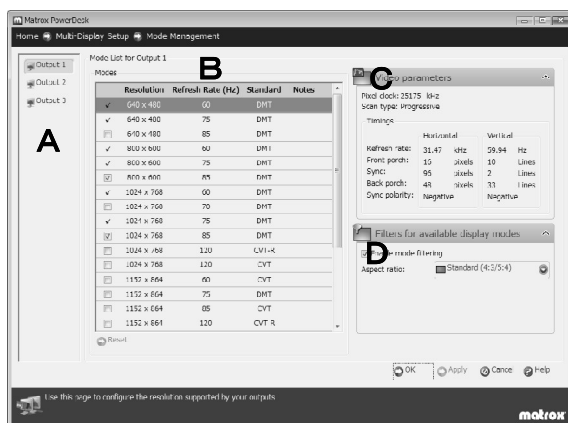 Matrox PowerDesk
Home Multi-Display Setup Mode Management
Output 1
Output 2
Output 3
A
Mode List for Output 1
B
Modes
Resolution Refresh Rate (Hz) Standard Notes
640 x 480 60 DMT
640 x 480 75 DMT
640 x 480 85 DMT
800 x 600 60 DMT
800 x 600 75 DMT
800 x 600 85 DMT
1024 x 768 60 DMT
1024 x 768 70 DMT
1024 x 768 75 DMT
1024 x 768 85 DMT
1024 x 768 120 CVT-R
1024 x 768 120 CVT
1152 x 864 60 CVT
1152 x 864 75 DMT
1152 x 864 85 CVT
1152 x 864 120 CVT R
Reset
C
Video parameters
Pixel clock: 25175 kHz
Scan type: Progressive
Timings
Horizontal Vertical
Refresh rate: 31.47 kHz 59.94 Hz
Front porch: 16 pixels 10 Lines
Sync: 96 pixels 2 Lines
Back porch: 48 pixels 33 Lines
Sync polarity: Negative Negative
Filters for available display modes
D
Enable mode filtering
Aspect ratio: Standard (4:3/5:4)
OK Apply Cancel Help
Use this page to configure the resolution supported by your outputs
matrox